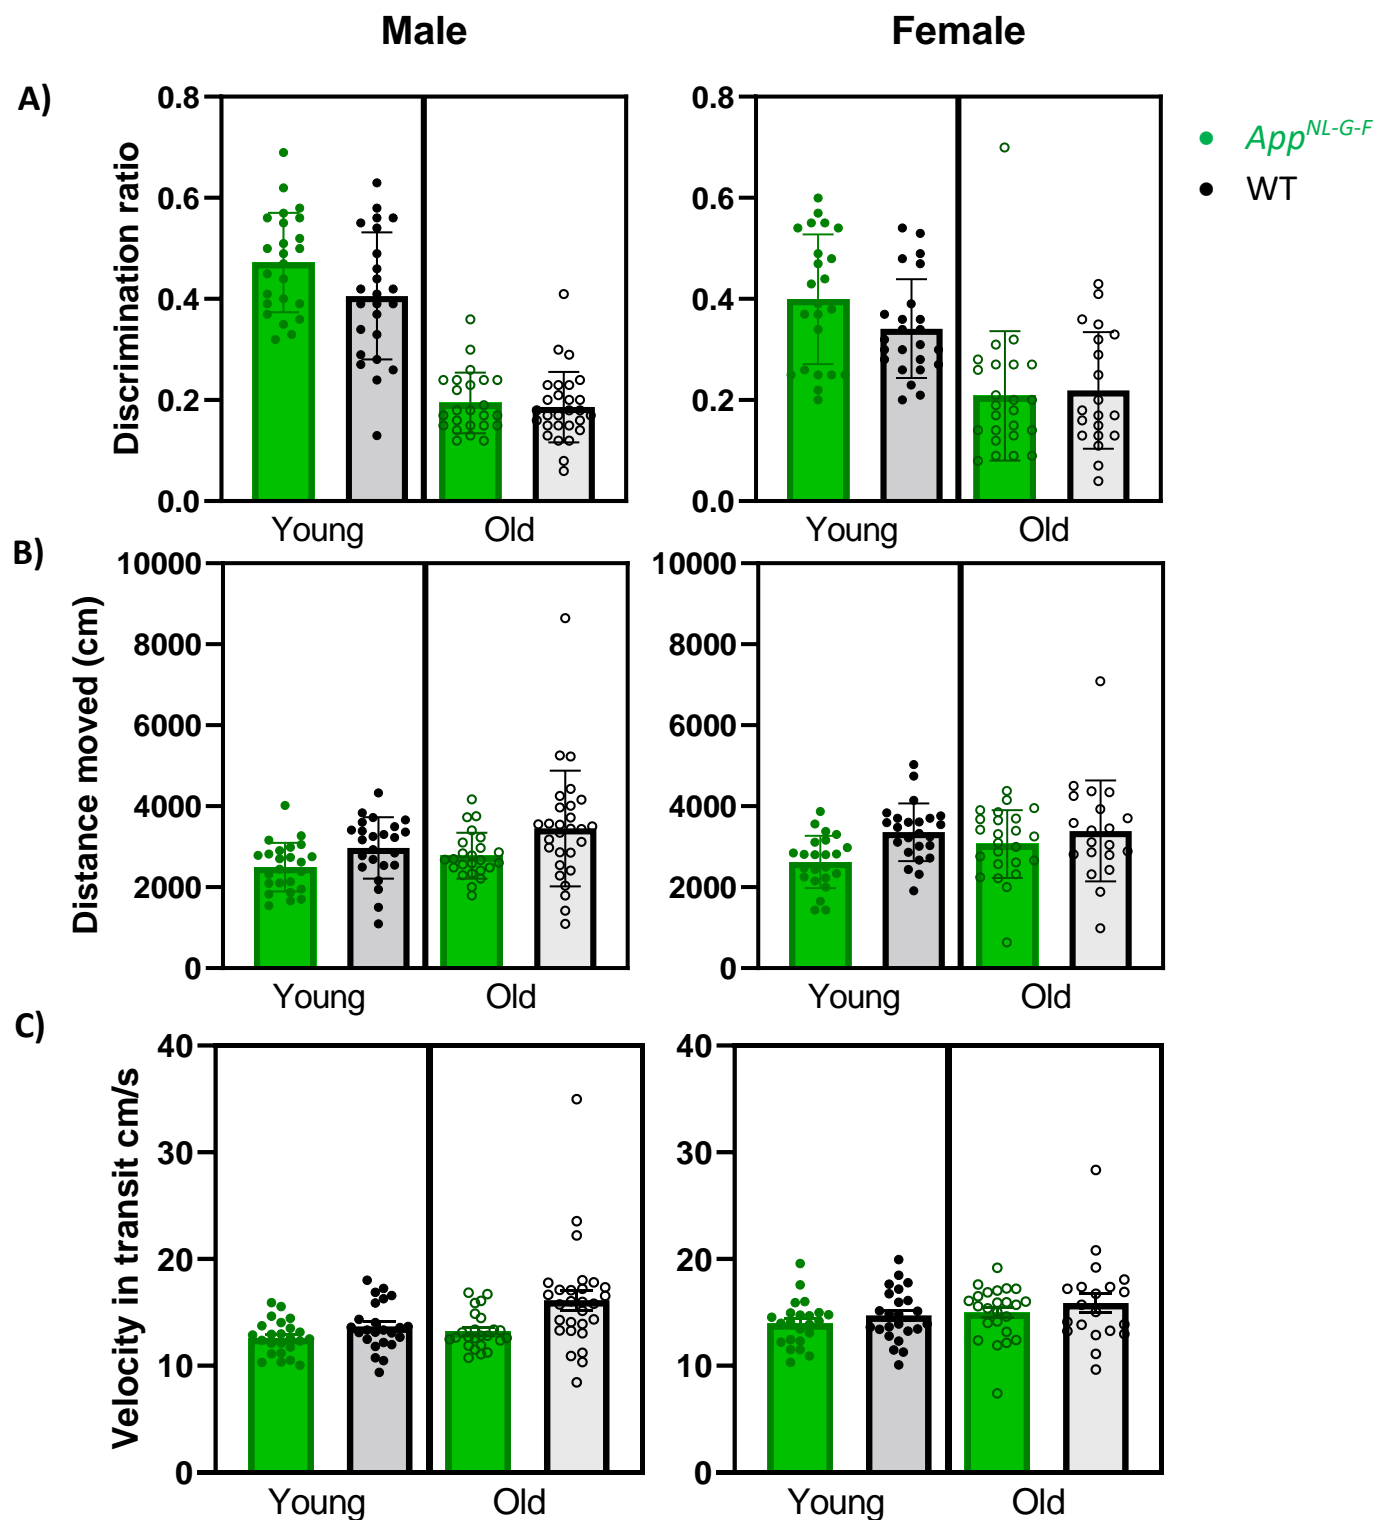 Male Female
A)
Discrimination ratio
0.8
0.6
0.4
0.2
0.0
Young Old
0.8
0.6
0.4
0.2
0.0
Young Old
App^NL-G-F
WT
B)
Distance moved (cm)
10000
8000
6000
4000
2000
0
Young Old
10000
8000
6000
4000
2000
0
Young Old
C)
Velocity in transit cm/s
40
30
20
10
0
Young Old
40
30
20
10
0
Young Old